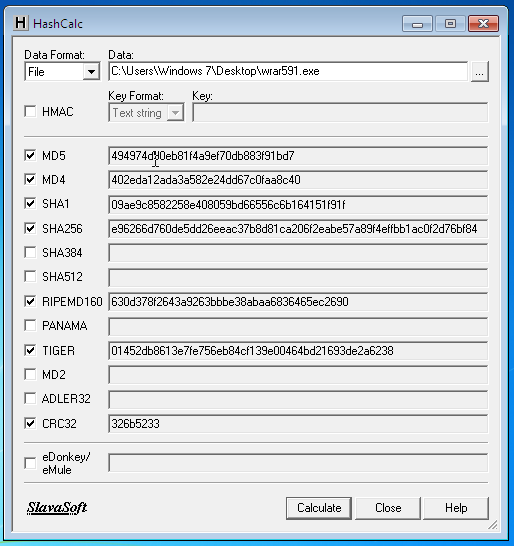 HashCalc
Data Format: Data:
File C:\Users\Windows 7\Desktop\wrar591.exe ...
Key Format: Key:
HMAC Text string
MD5
MD4 402eda12ada3a582e24dd67c0faa8c40
SHA1 09ae9c8582258e408059bd66556c6b164151f91f
SHA256 e96266d760de5dd26eeac37b8d81ca206f2eabe57a89f4effbb1ac0f2d76bf84
SHA384
SHA512
RIPEMD160 630d378f2643a9263bbbe38abaa6836465ec2690
PANAMA
TIGER 01452db8613e7fe756eb84cf139e00464bd21693de2a6238
MD2
ADLER32
CRC32 326b5233
eDonkey/
eMule
SlavaSoft Calculate Close Help